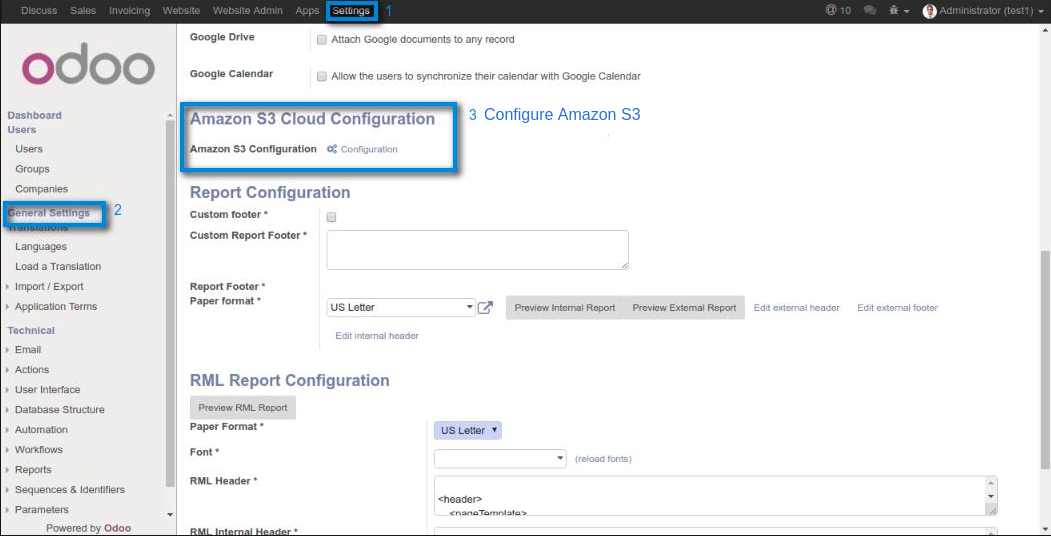 Discuss Sales Invoicing Website Website Admin Apps Settings 1 @ 10 Administrator (test1)
odoo
Dashboard
Users
Users
Groups
Companies
General Settings 2
Translations
Languages
Load a Translation
Import / Export
Application Terms
Technical
Email
Actions
User Interface
Database Structure
Automation
Workflows
Reports
Sequences & Identifiers
Parameters
Powered by Odoo
Google Drive Attach Google documents to any record
Google Calendar Allow the users to synchronize their calendar with Google Calendar
Amazon S3 Cloud Configuration 3 Configure Amazon S3
Amazon S3 Configuration Configuration
Report Configuration
Custom footer *
Custom Report Footer *
Report Footer *
Paper format * US Letter Preview Internal Report Preview External Report Edit external header Edit external footer
Edit internal header
RML Report Configuration
Preview RML Report
Paper Format * US Letter
Font * (reload fonts)
RML Header *
<header>
<pageTemplate>
RML Internal Header *